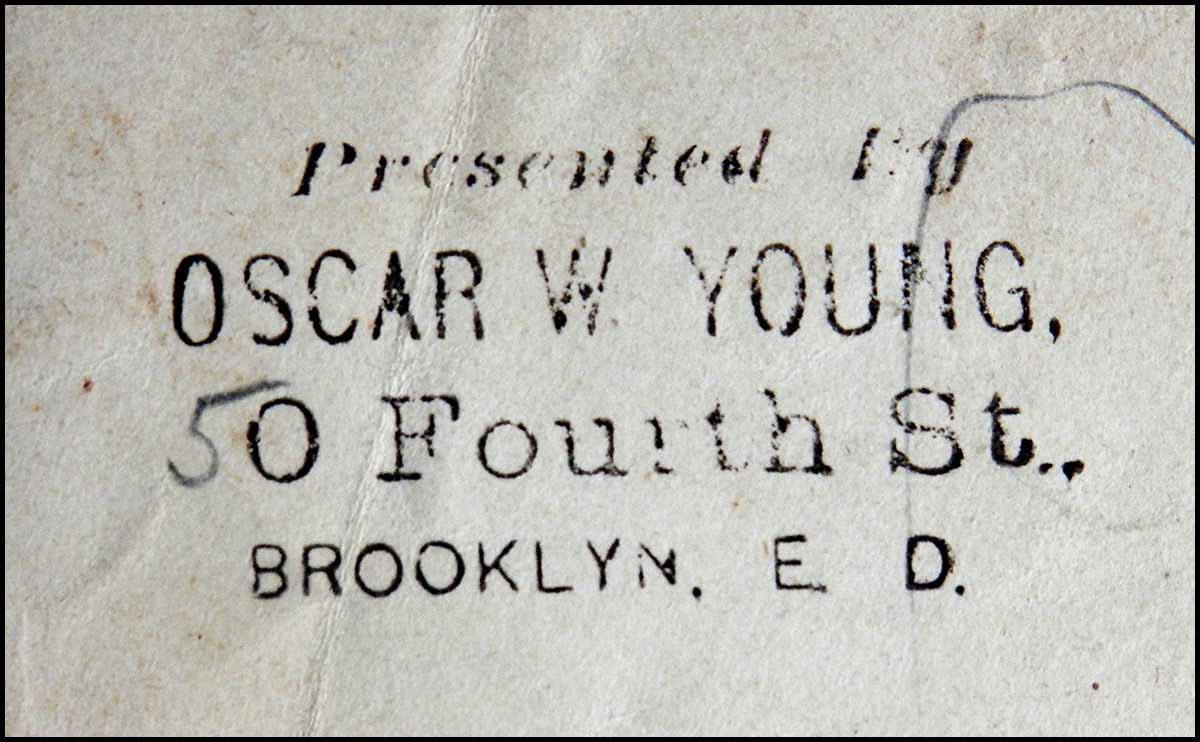 Presented By
OSCAR W. YOUNG,
50 Fourth St.,
BROOKLYN, E. D.